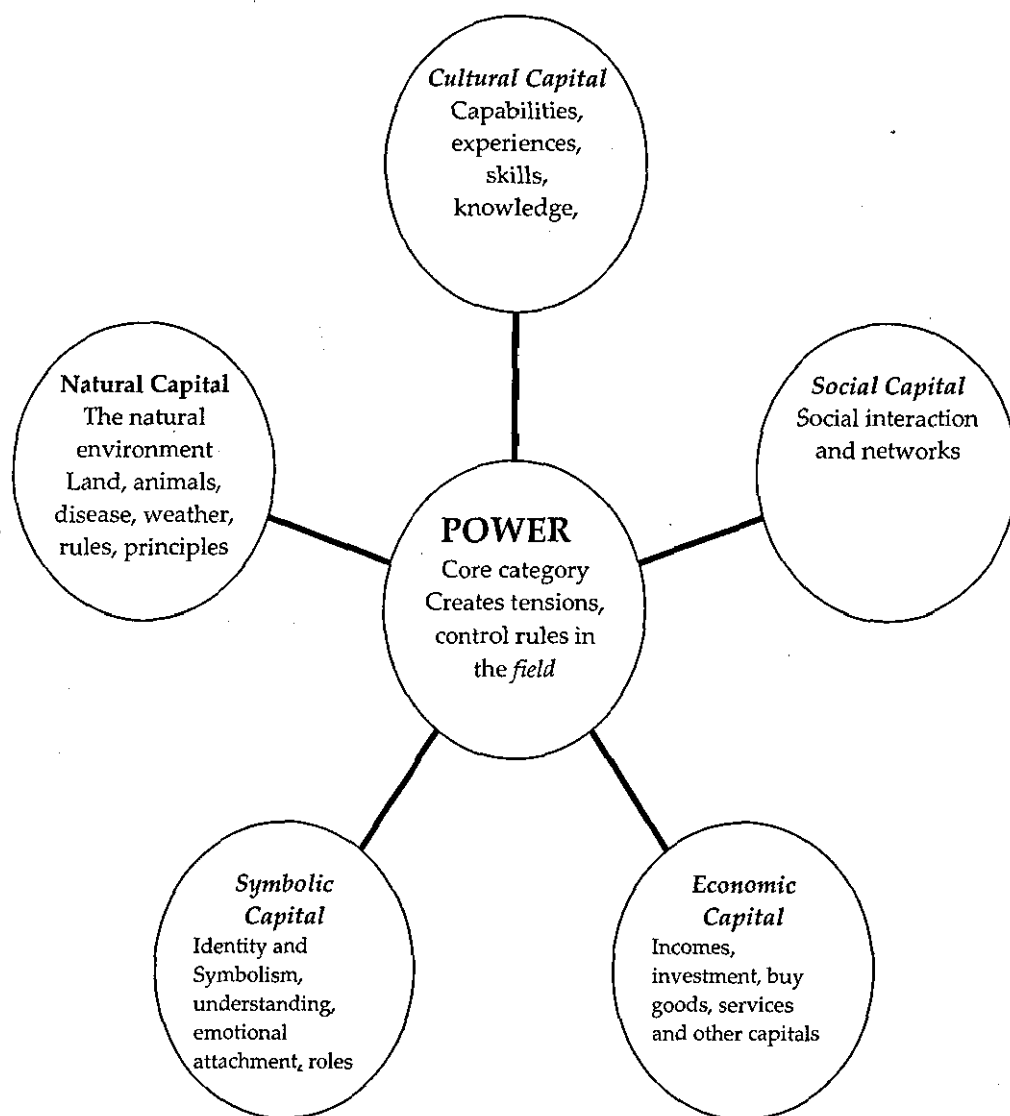 Cultural Capital
Capabilities,
experiences,
skills,
knowledge,
Natural Capital
The natural
environment
Land, animals,
disease, weather,
rules, principles
Social Capital
Social interaction
and networks
POWER
Core category
Creates tensions,
control rules in
the field
Symbolic
Capital
Identity and
Symbolism,
understanding,
emotional
attachment, roles
Economic
Capital
Incomes,
investment, buy
goods, services
and other capitals